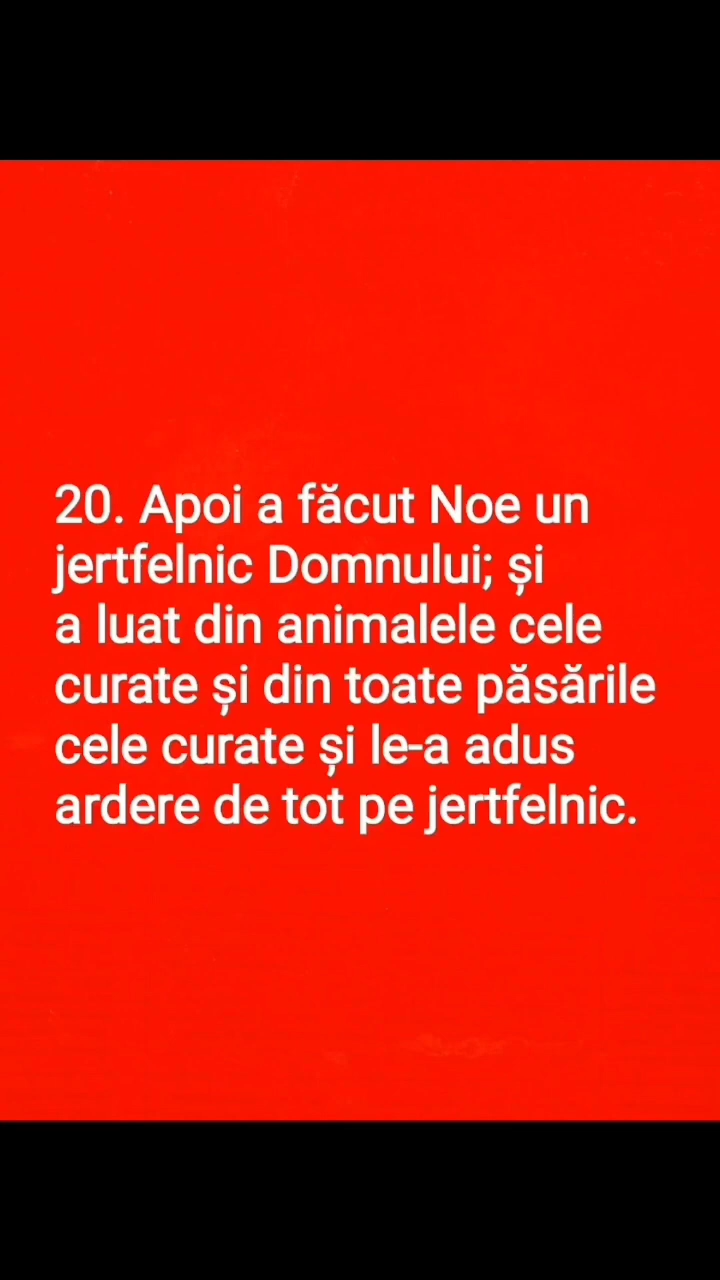 20. Apoi a făcut Noe un
jertfelnic Domnului; și
a luat din animalele cele
curate și din toate păsările
cele curate și le-a adus
ardere de tot pe jertfelnic.